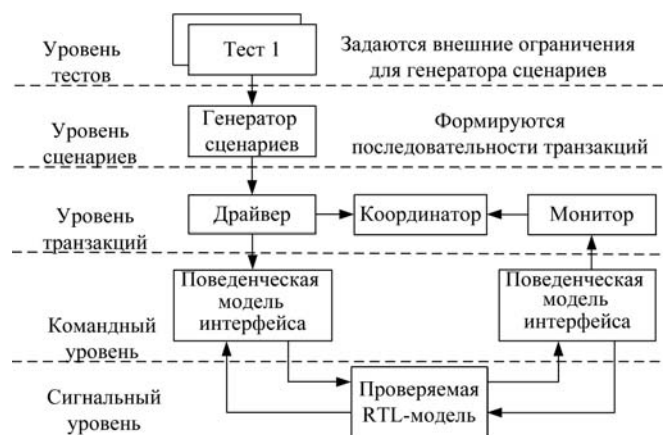 Уровень
тестов
Тест 1
Задаются внешние ограничения
для генератора сценариев
Уровень
сценариев
Генератор
сценариев
Формируются
последовательности транзакций
Уровень
транзакций
Драйвер
Координатор
Монитор
Командный
уровень
Поведенческая
модель
интерфейса
Поведенческая
модель
интерфейса
Сигнальный
уровень
Проверяемая
RTL-модель